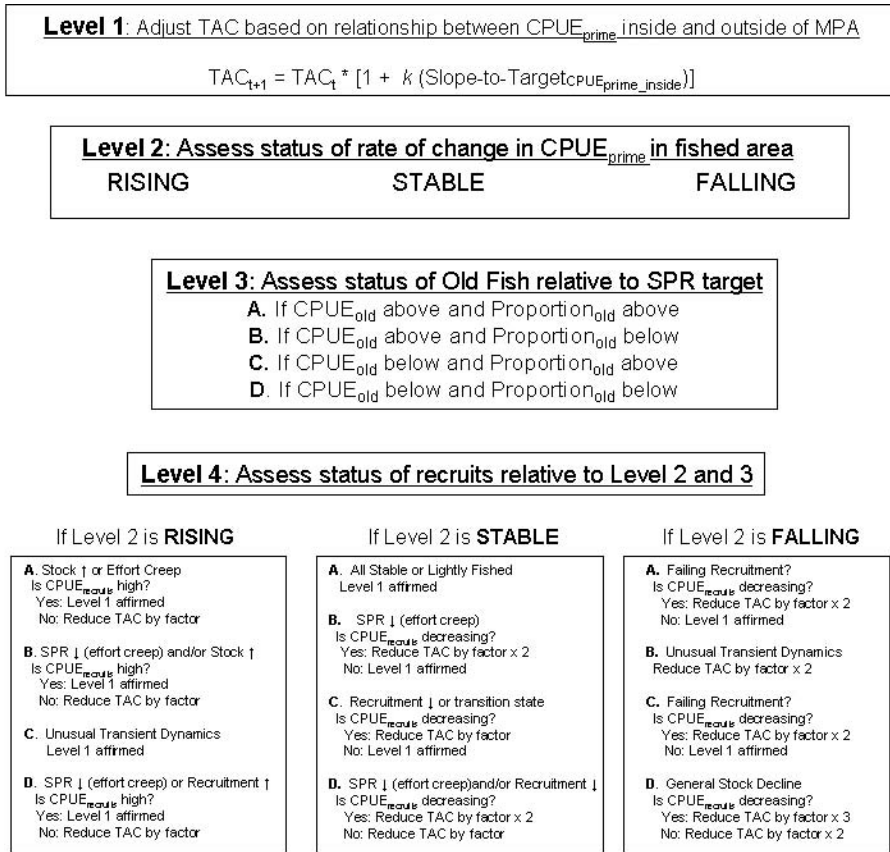 Level 1: Adjust TAC based on relationship between CPUEprime inside and outside of MPA
TACt+1 = TACt * [1 + k (Slope-to-TargetCPUEprime_inside)]
Level 2: Assess status of rate of change in CPUEprime in fished area
RISING STABLE FALLING
Level 3: Assess status of Old Fish relative to SPR target
A. If CPUEold above and Proportionold above
B. If CPUEold above and Proportionold below
C. If CPUEold below and Proportionold above
D. If CPUEold below and Proportionold below
Level 4: Assess status of recruits relative to Level 2 and 3
If Level 2 is RISING
A. Stock ↑ or Effort Creep
Is CPUErecruits high?
Yes: Level 1 affirmed
No: Reduce TAC by factor
B. SPR ↓ (effort creep) and/or Stock ↑
Is CPUErecruits high?
Yes: Level 1 affirmed
No: Reduce TAC by factor
C. Unusual Transient Dynamics
Level 1 affirmed
D. SPR ↓ (effort creep) or Recruitment ↑
Is CPUErecruits high?
Yes: Level 1 affirmed
No: Reduce TAC by factor
If Level 2 is STABLE
A. All Stable or Lightly Fished
Level 1 affirmed
B. SPR ↓ (effort creep)
Is CPUErecruits decreasing?
Yes: Reduce TAC by factor x 2
No: Level 1 affirmed
C. Recruitment ↓ or transition state
Is CPUErecruits decreasing?
Yes: Reduce TAC by factor
No: Level 1 affirmed
D. SPR ↓ (effort creep)and/or Recruitment ↓
Is CPUErecruits decreasing?
Yes: Reduce TAC by factor x 2
No: Reduce TAC by factor
If Level 2 is FALLING
A. Failing Recruitment?
Is CPUErecruits decreasing?
Yes: Reduce TAC by factor x 2
No: Level 1 affirmed
B. Unusual Transient Dynamics
Reduce TAC by factor x 2
C. Failing Recruitment?
Is CPUErecruits decreasing?
Yes: Reduce TAC by factor x 2
No: Level 1 affirmed
D. General Stock Decline
Is CPUErecruits decreasing?
Yes: Reduce TAC by factor x 3
No: Reduce TAC by factor x 2